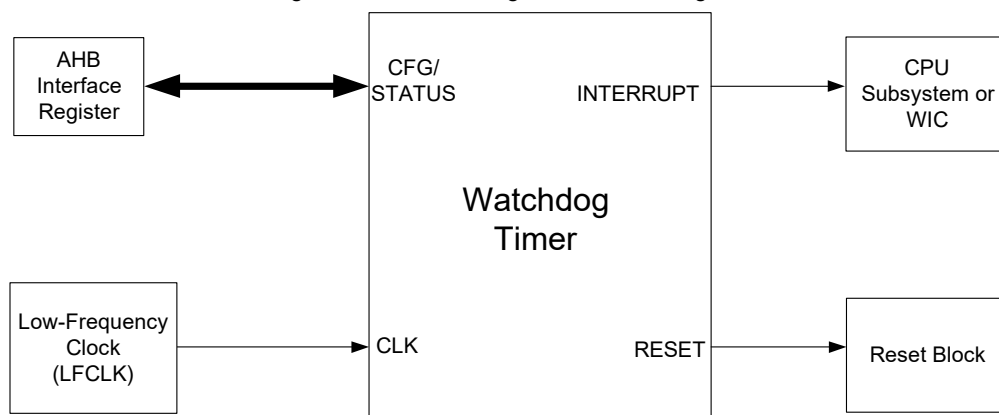 AHB
Interface
Register
CFG/
STATUS
INTERRUPT
CPU
Subsystem or
WIC
Watchdog
Timer
Low-Frequency
Clock
(LFCLK)
CLK
RESET
Reset Block